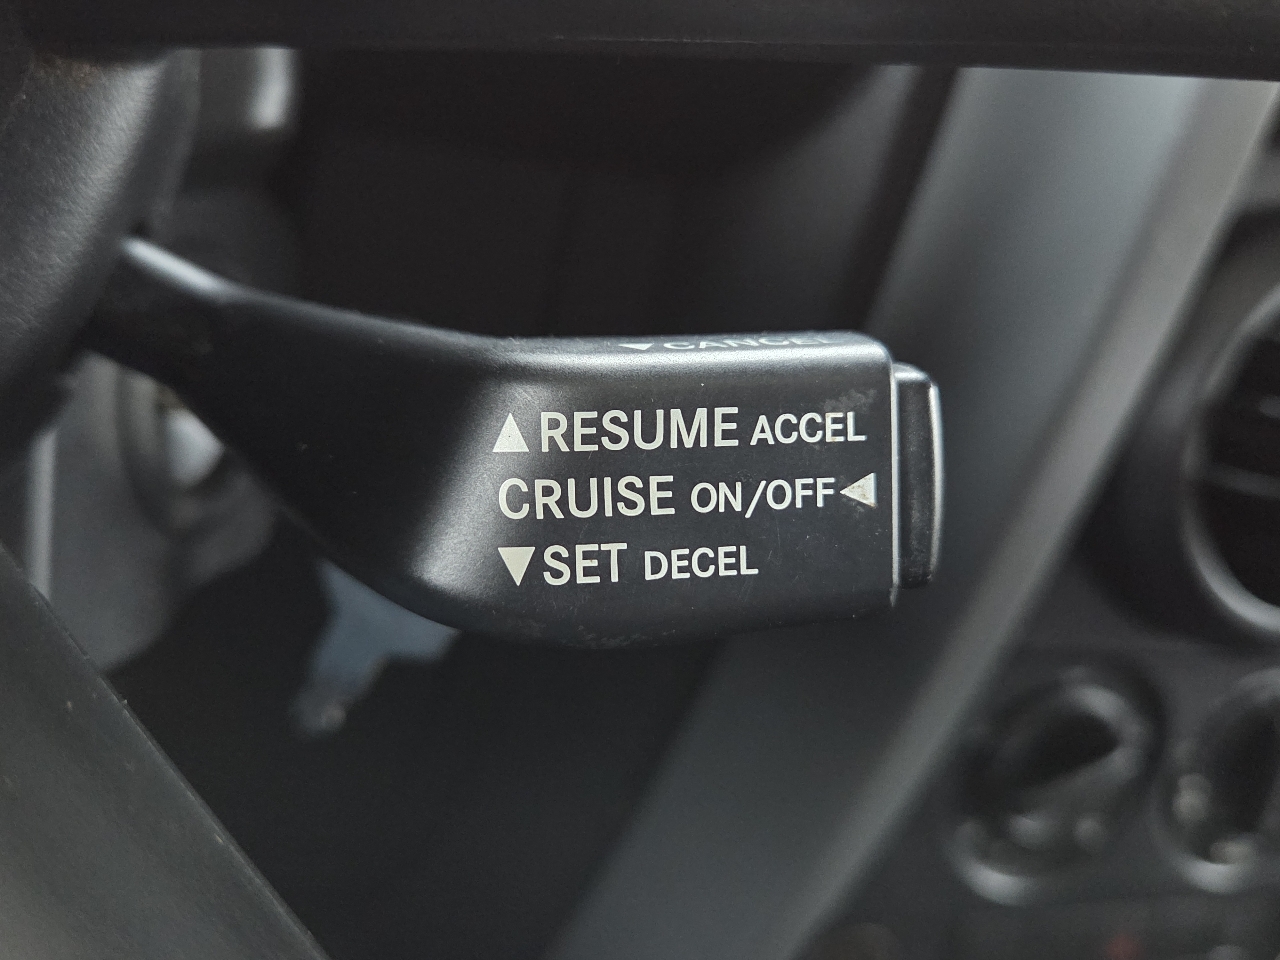 ▼CANCEL
▲RESUME ACCEL
CRUISE ON/OFF◀
▼SET DECEL